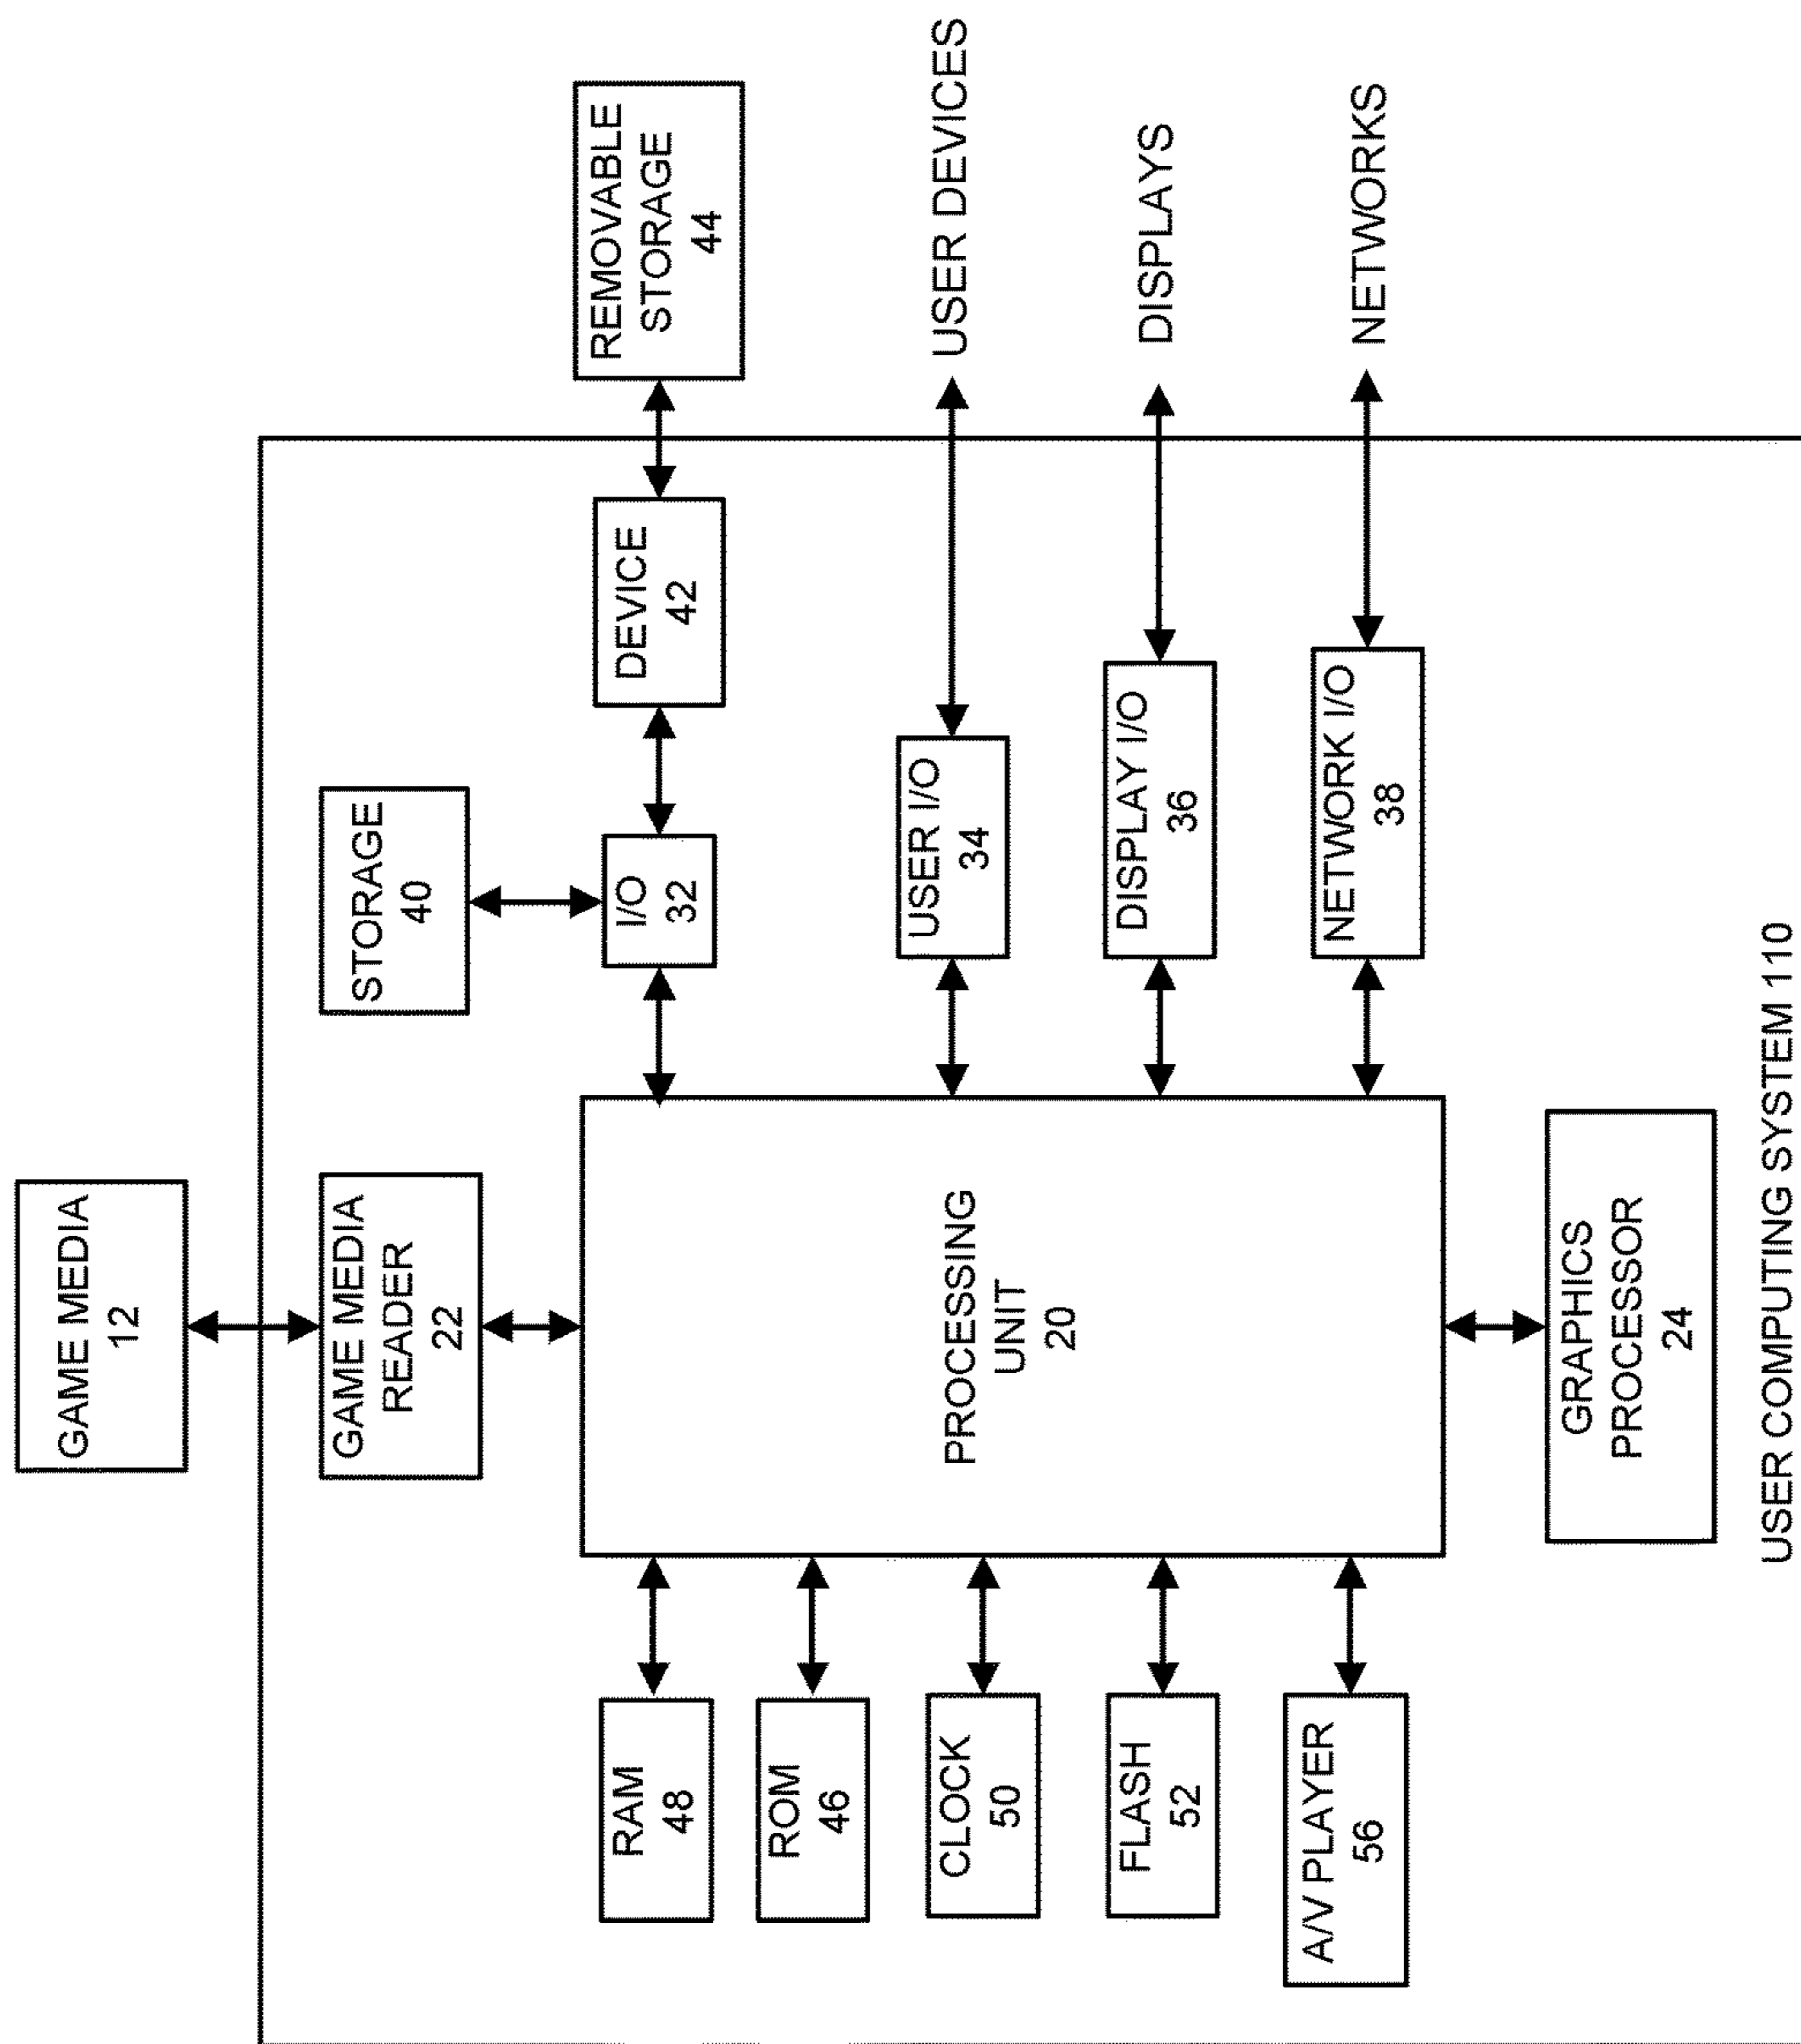 GAME MEDIA
12
GAME MEDIA
READER
22
STORAGE
40
RAM
48
ROM
46
CLOCK
50
FLASH
52
A/V PLAYER
56
PROCESSING
UNIT
20
I/O
32
DEVICE
42
REMOVABLE
STORAGE
44
USER I/O
34
USER DEVICES
DISPLAY I/O
36
DISPLAYS
NETWORK I/O
38
NETWORKS
GRAPHICS
PROCESSOR
24
USER COMPUTING SYSTEM 110